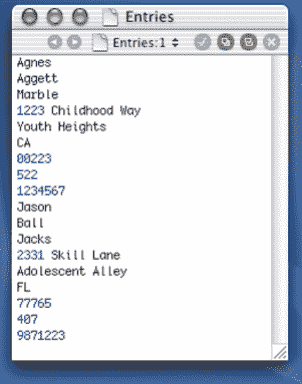 Entries
Entries:1
Agnes
Aggett
Marble
1223 Childhood Way
Youth Heights
CA
00223
522
1234567
Jason
Ball
Jacks
2331 Skill Lane
Adolescent Alley
FL
77765
407
9871223